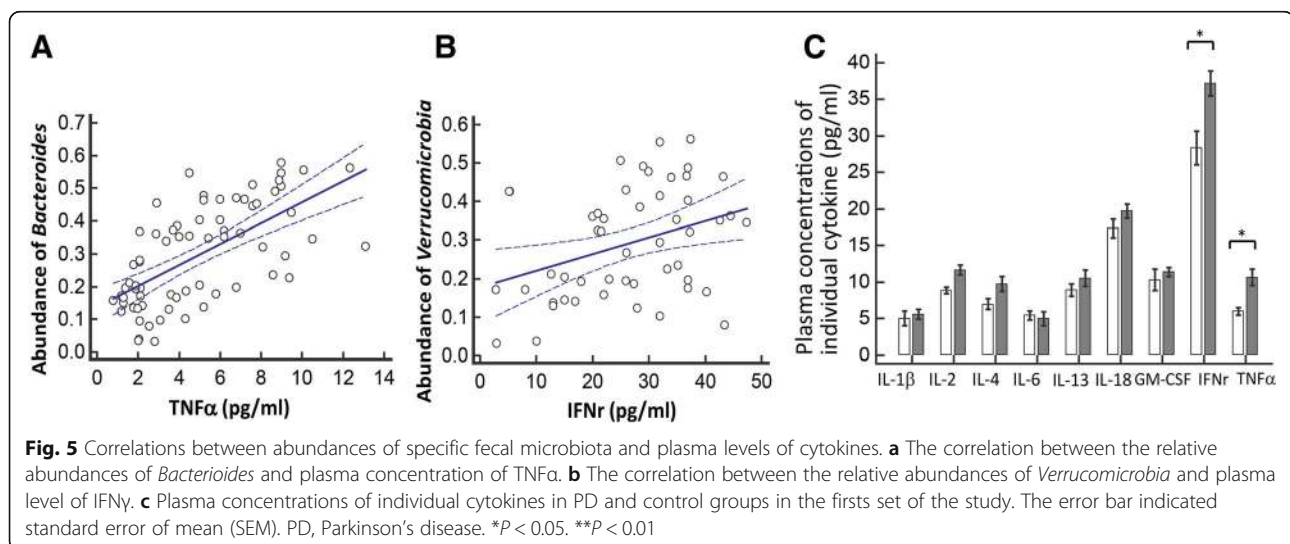 A
Abundance of Bacteroides
0.7
0.6
0.5
0.4
0.3
0.2
0.1
0.0
0 2 4 6 8 10 12 14
TNFα (pg/ml)
B
Abundance of Verrucomicrobia
0.6
0.5
0.4
0.3
0.2
0.1
0.0
0 10 20 30 40 50
IFNr (pg/ml)
C
Plasma concentrations of
individual cytokine (pg/ml)
40
35
30
25
20
15
10
5
0
*
*
IL-1β IL-2 IL-4 IL-6 IL-13 IL-18 GM-CSF IFNr TNFα
Fig. 5 Correlations between abundances of specific fecal microbiota and plasma levels of cytokines. a The correlation between the relative
abundances of Bacterioides and plasma concentration of TNFα. b The correlation between the relative abundances of Verrucomicrobia and plasma
level of IFNγ. c Plasma concentrations of individual cytokines in PD and control groups in the firsts set of the study. The error bar indicated
standard error of mean (SEM). PD, Parkinson's disease. *P < 0.05. **P < 0.01